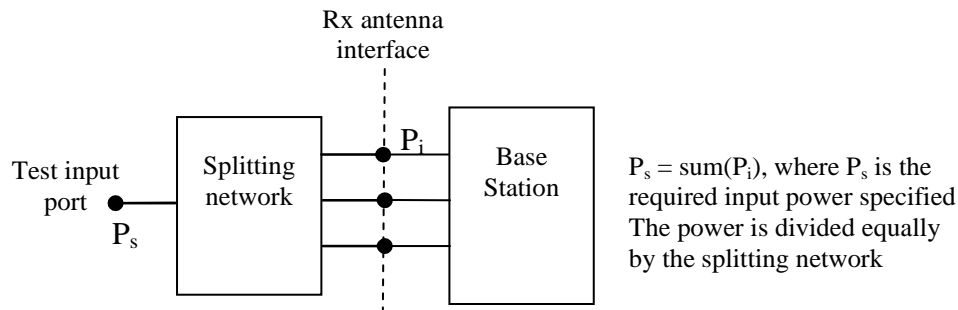 Rx antenna
interface
P_i
Test input
port
P_s
Splitting
network
Base
Station
P_s = sum(P_i), where P_s is the
required input power specified
The power is divided equally
by the splitting network